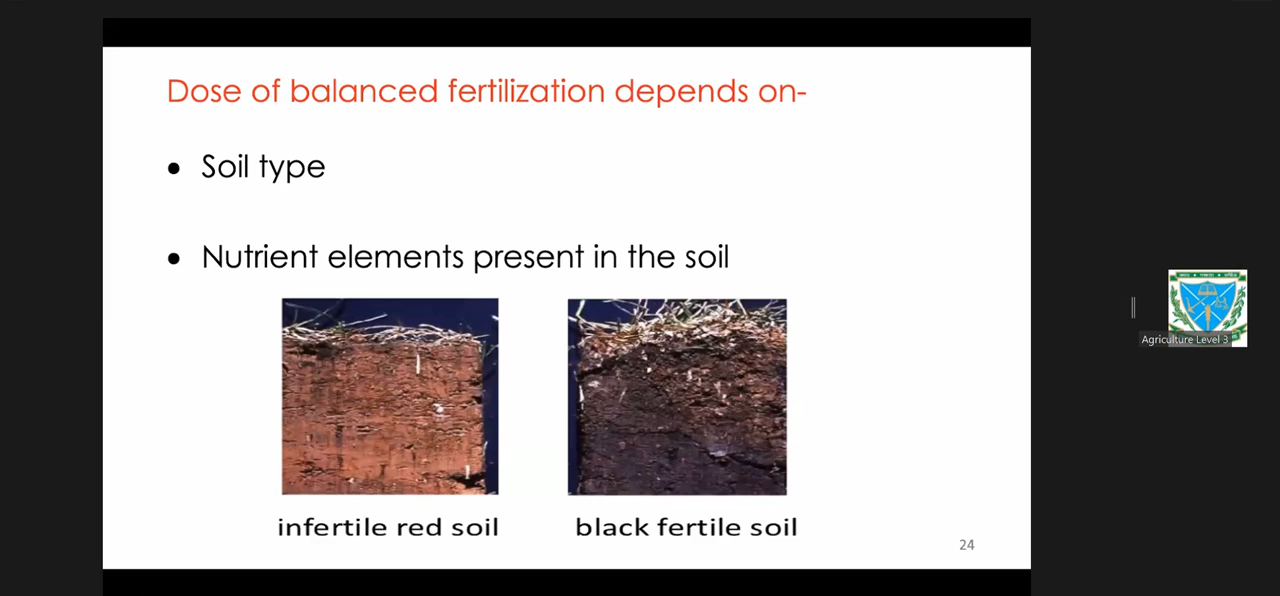 Dose of balanced fertilization depends on-
• Soil type
• Nutrient elements present in the soil
infertile red soil
black fertile soil
24
Agriculture Level 3